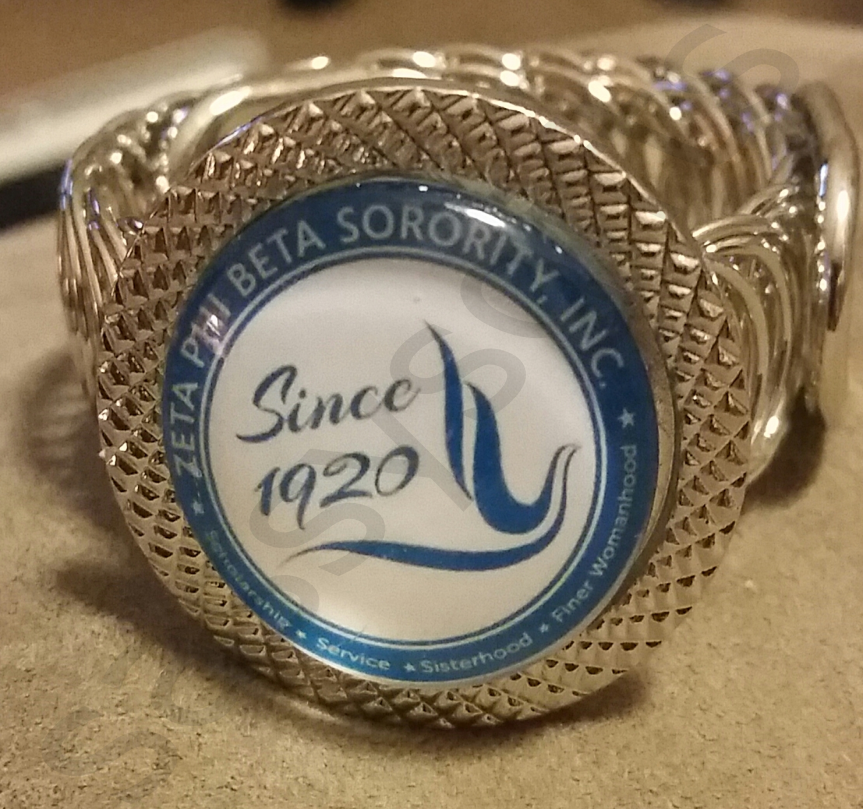 ZETA PHI BETA SORORITY, INC.
Since
1920
Scholarship ★ Service ★ Sisterhood ★ Finer Womanhood